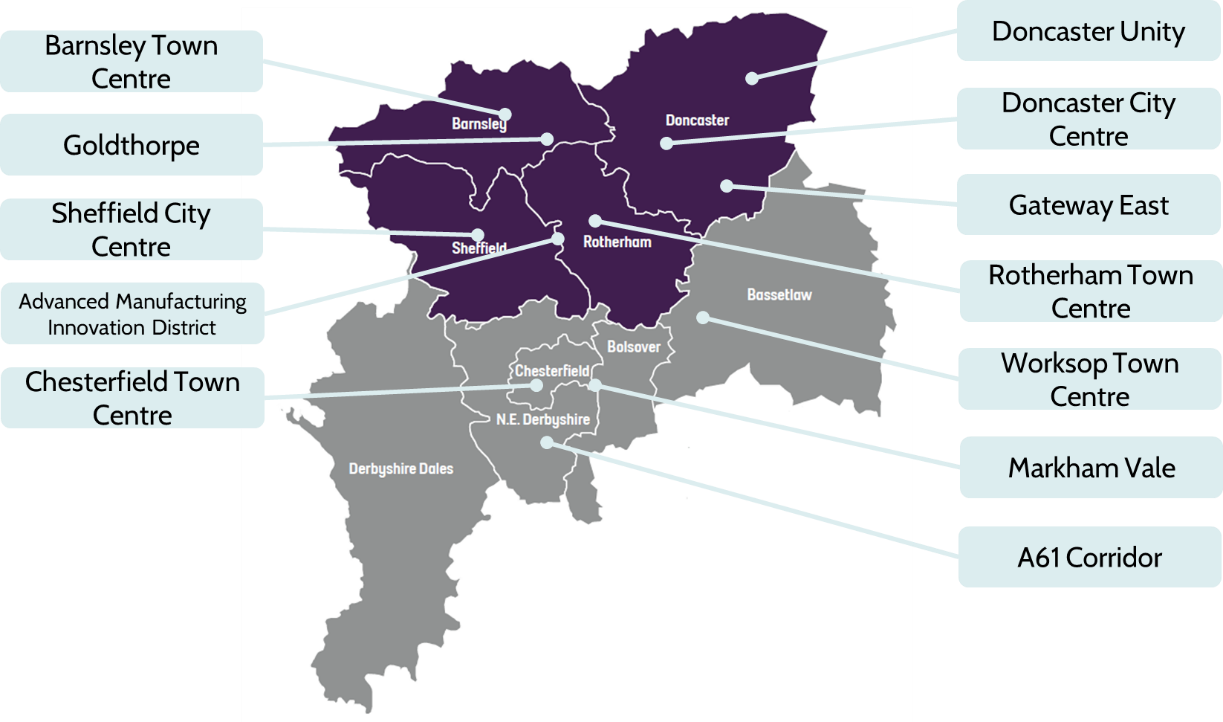 Barnsley Town
Centre
Goldthorpe
Sheffield City
Centre
Advanced Manufacturing
Innovation District
Chesterfield Town
Centre
Barnsley
Doncaster
Sheffield
Rotherham
Bassetlaw
Bolsover
Chesterfield
N.E. Derbyshire
Derbyshire Dales
Doncaster Unity
Doncaster City
Centre
Gateway East
Rotherham Town
Centre
Worksop Town
Centre
Markham Vale
A61 Corridor